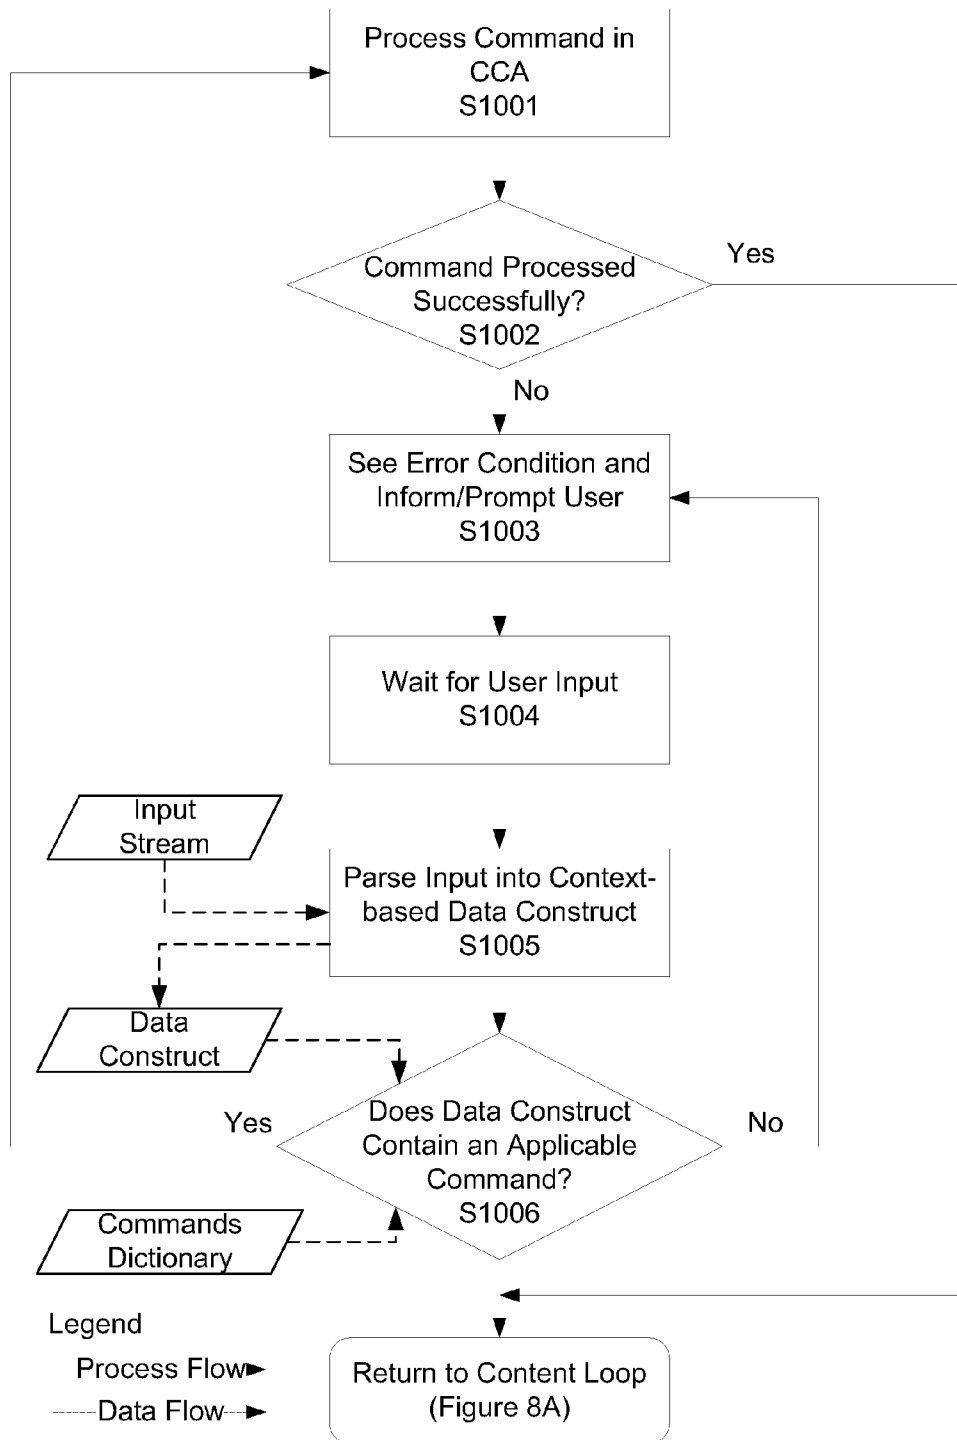 Process Command in
CCA
S1001
Command Processed
Successfully?
S1002
Yes
No
See Error Condition and
Inform/Prompt User
S1003
Wait for User Input
S1004
Input
Stream
Parse Input into Context-
based Data Construct
S1005
Data
Construct
Yes
Does Data Construct
Contain an Applicable
Command?
S1006
No
Commands
Dictionary
Legend
Process Flow
Data Flow
Return to Content Loop
(Figure 8A)